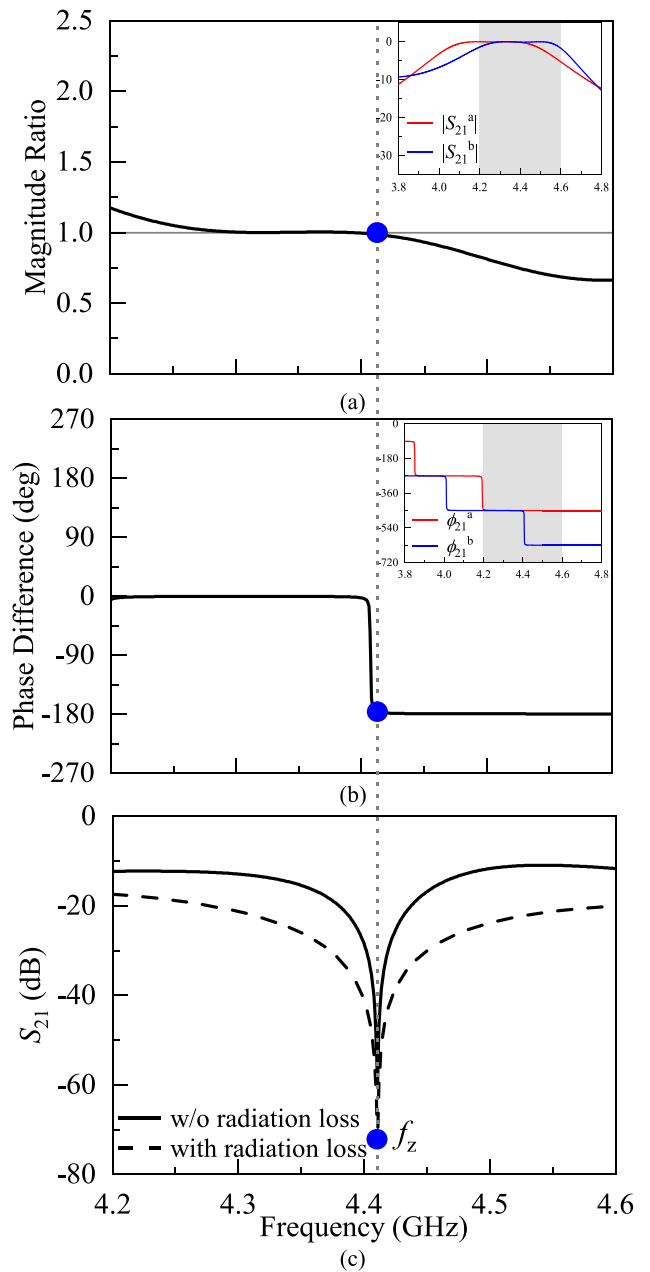 2.5
2.0
1.5
1.0
0.5
0.0
Magnitude Ratio
0
-10
-20
-30
|S21a|
|S21b|
3.8 4.0 4.2 4.4 4.6 4.8
(a)
270
180
90
0
-90
-180
-270
Phase Difference (deg)
0
-180
-360
-540
-720
ϕ21a
ϕ21b
3.8 4.0 4.2 4.4 4.6 4.8
(b)
0
-20
-40
-60
-80
S21 (dB)
w/o radiation loss
with radiation loss
fz
4.2 4.3 4.4 4.5 4.6
Frequency (GHz)
(c)